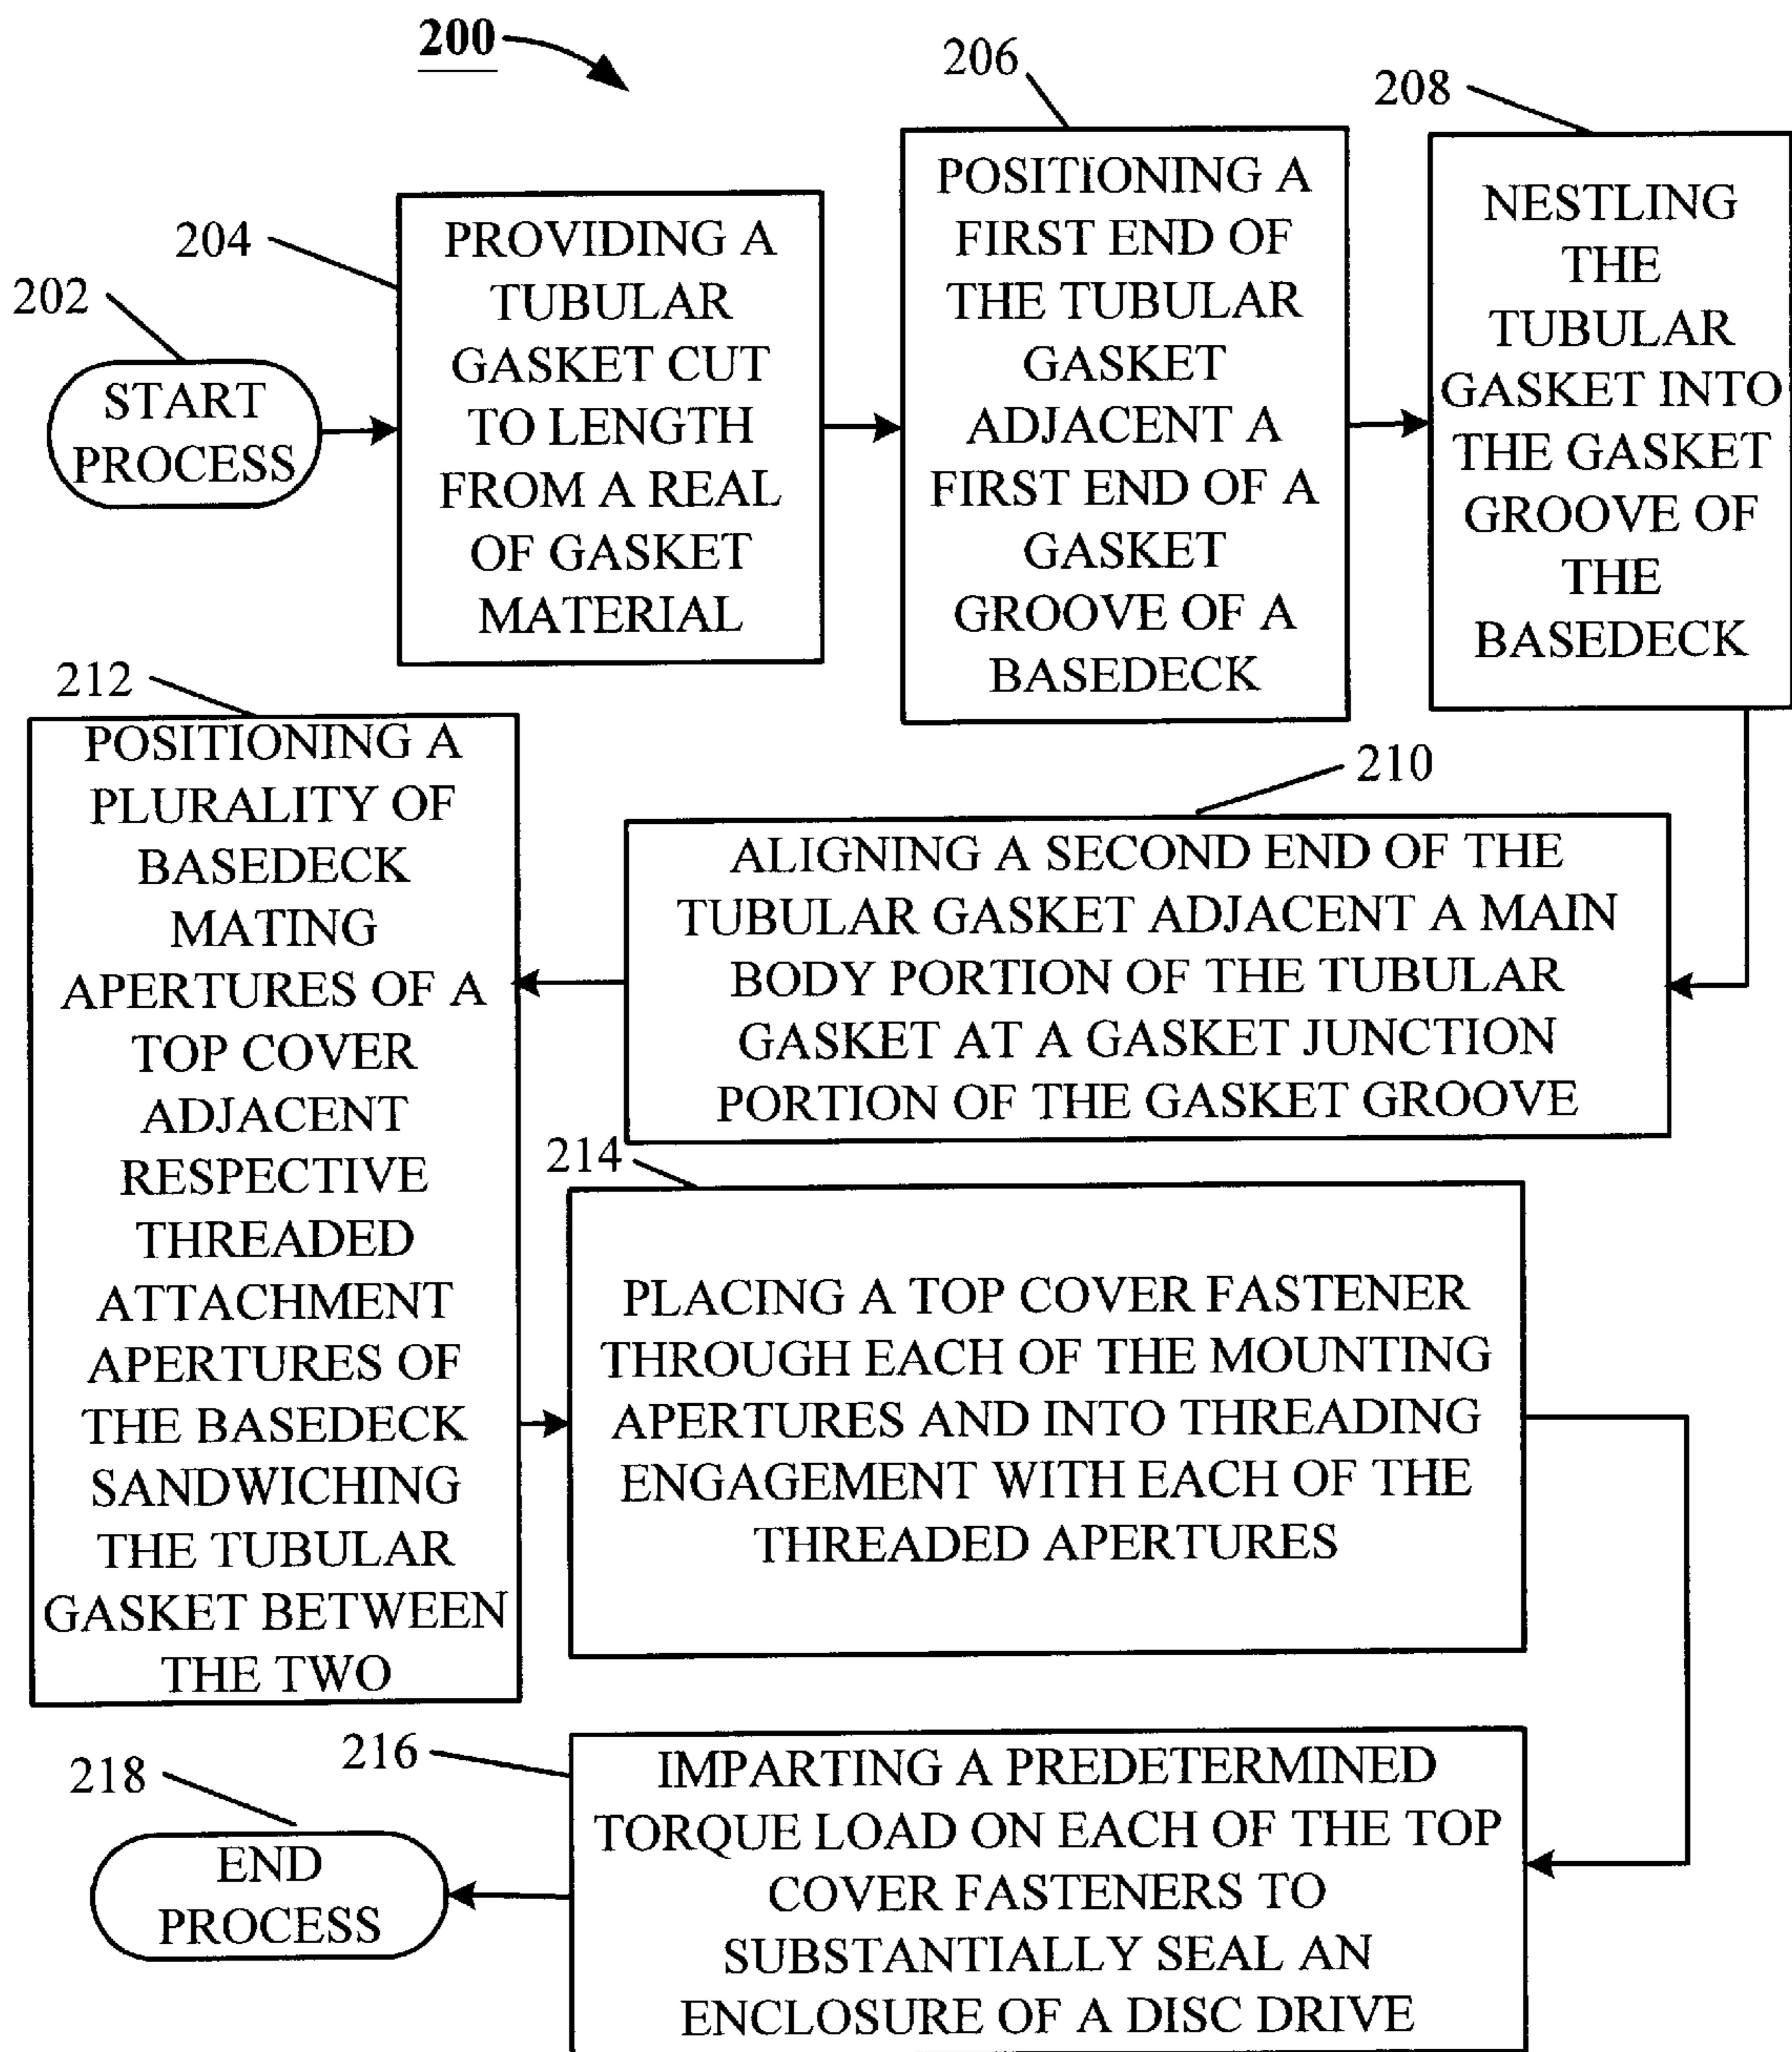 200
202
START
PROCESS
204
PROVIDING A
TUBULAR
GASKET CUT
TO LENGTH
FROM A REAL
OF GASKET
MATERIAL
206
POSITIONING A
FIRST END OF
THE TUBULAR
GASKET
ADJACENT A
FIRST END OF A
GASKET
GROOVE OF A
BASEDECK
208
NESTLING
THE
TUBULAR
GASKET INTO
THE GASKET
GROOVE OF
THE
BASEDECK
210
ALIGNING A SECOND END OF THE
TUBULAR GASKET ADJACENT A MAIN
BODY PORTION OF THE TUBULAR
GASKET AT A GASKET JUNCTION
PORTION OF THE GASKET GROOVE
212
POSITIONING A
PLURALITY OF
BASEDECK
MATING
APERTURES OF A
TOP COVER
ADJACENT
RESPECTIVE
THREADED
ATTACHMENT
APERTURES OF
THE BASEDECK
SANDWICHING
THE TUBULAR
GASKET BETWEEN
THE TWO
214
PLACING A TOP COVER FASTENER
THROUGH EACH OF THE MOUNTING
APERTURES AND INTO THREADING
ENGAGEMENT WITH EACH OF THE
THREADED APERTURES
216
IMPARTING A PREDETERMINED
TORQUE LOAD ON EACH OF THE TOP
COVER FASTENERS TO
SUBSTANTIALLY SEAL AN
ENCLOSURE OF A DISC DRIVE
218
END
PROCESS